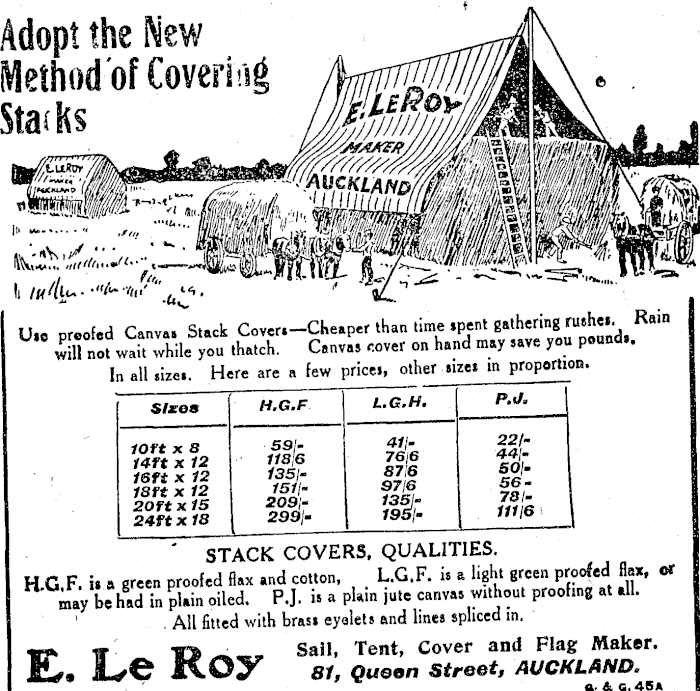 Adopt the New
Method of Covering
Stacks
E. LEROY
MAKER
AUCKLAND
E. LEROY
MAKER
AUCKLAND
Use proofed Canvas Stack Covers—Cheaper than time spent gathering rushes. Rain
will not wait while you thatch. Canvas cover on hand may save you pounds.
In all sizes. Here are a few prices, other sizes in proportion.
Sizes H.G.F L.G.H. P.J.
10ft x 8 59/- 41/- 22/-
14ft x 12 118/6 76/6 44/-
16ft x 12 135/- 87/6 50/-
18ft x 12 151/- 97/6 56-
20ft x 15 209/- 135/- 78/-
24ft x 18 299/- 195/- 111/6
STACK COVERS, QUALITIES.
H.G.F. is a green proofed flax and cotton, L.G.F. is a light green proofed flax, or
may be had in plain oiled. P.J. is a plain jute canvas without proofing at all.
All fitted with brass eyelets and lines spliced in.
E. Le Roy
Sail, Tent, Cover and Flag Maker.
81, Queen Street, AUCKLAND.
g. & g. 45A